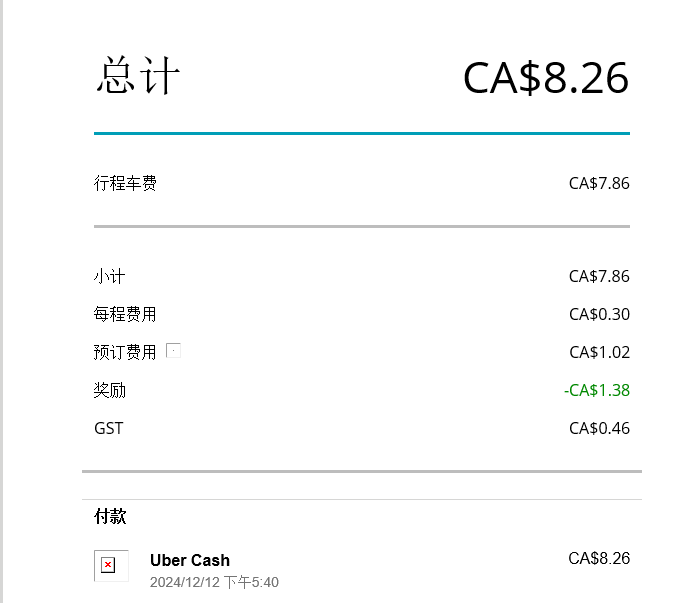 总计 CA$8.26
行程车费 CA$7.86
小计 CA$7.86
每程费用 CA$0.30
预订费用 CA$1.02
奖励 -CA$1.38
GST CA$0.46
付款
Uber Cash CA$8.26
2024/12/12 下午5:40